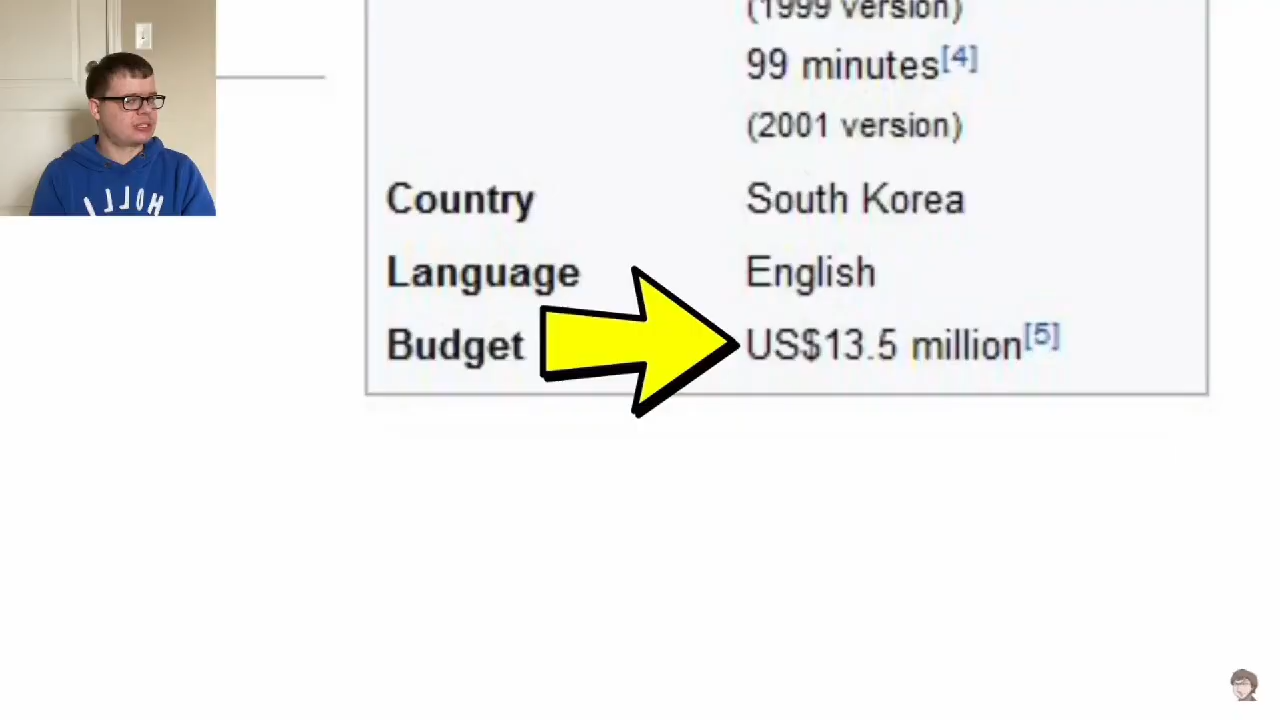 (1999 version)
99 minutes[4]
(2001 version)
Country South Korea
Language English
Budget US$13.5 million[5]